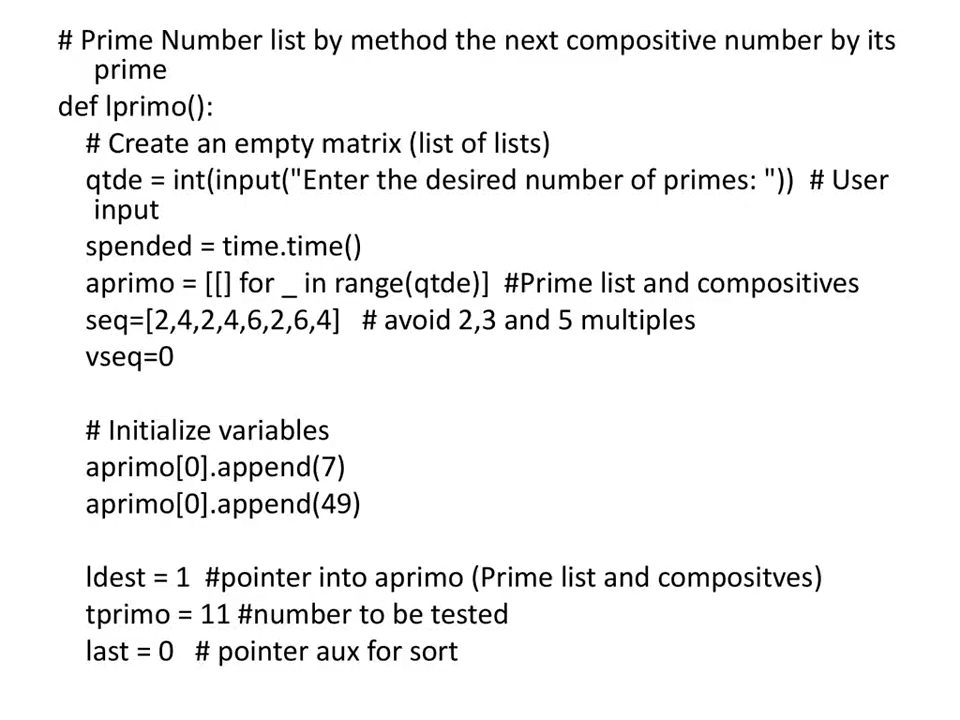 # Prime Number list by method the next compositive number by its
prime
def lprimo():
# Create an empty matrix (list of lists)
qtde = int(input("Enter the desired number of primes: "))  # User
input
spended = time.time()
aprimo = [[] for _ in range(qtde)]  #Prime list and compositives
seq=[2,4,2,4,6,2,6,4]   # avoid 2,3 and 5 multiples
vseq=0
# Initialize variables
aprimo[0].append(7)
aprimo[0].append(49)
ldest = 1  #pointer into aprimo (Prime list and compositves)
tprimo = 11 #number to be tested
last = 0   # pointer aux for sort